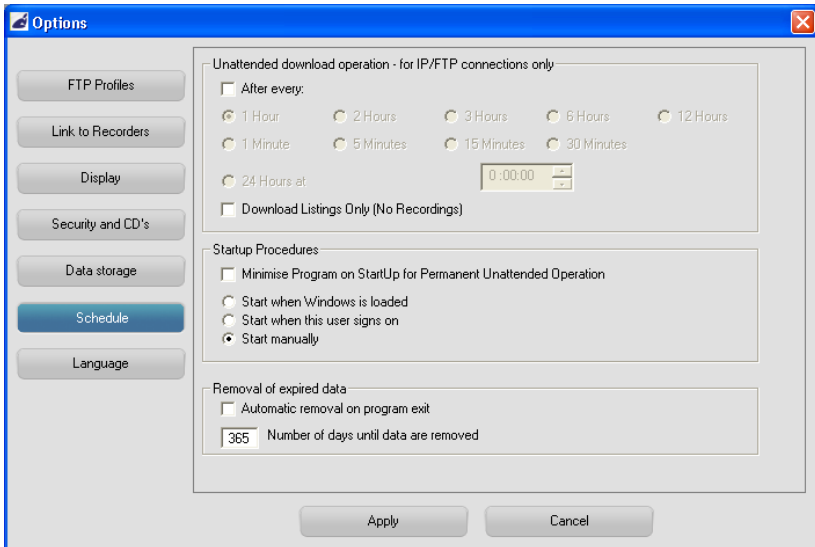 Options
FTP Profiles
Link to Recorders
Display
Security and CD's
Data storage
Schedule
Language
Unattended download operation - for IP/FTP connections only
After every:
1 Hour 2 Hours 3 Hours 6 Hours 12 Hours
1 Minute 5 Minutes 15 Minutes 30 Minutes
24 Hours at 0 :00:00
Download Listings Only (No Recordings)
Startup Procedures
Minimise Program on StartUp for Permanent Unattended Operation
Start when Windows is loaded
Start when this user signs on
Start manually
Removal of expired data
Automatic removal on program exit
365 Number of days until data are removed
Apply Cancel